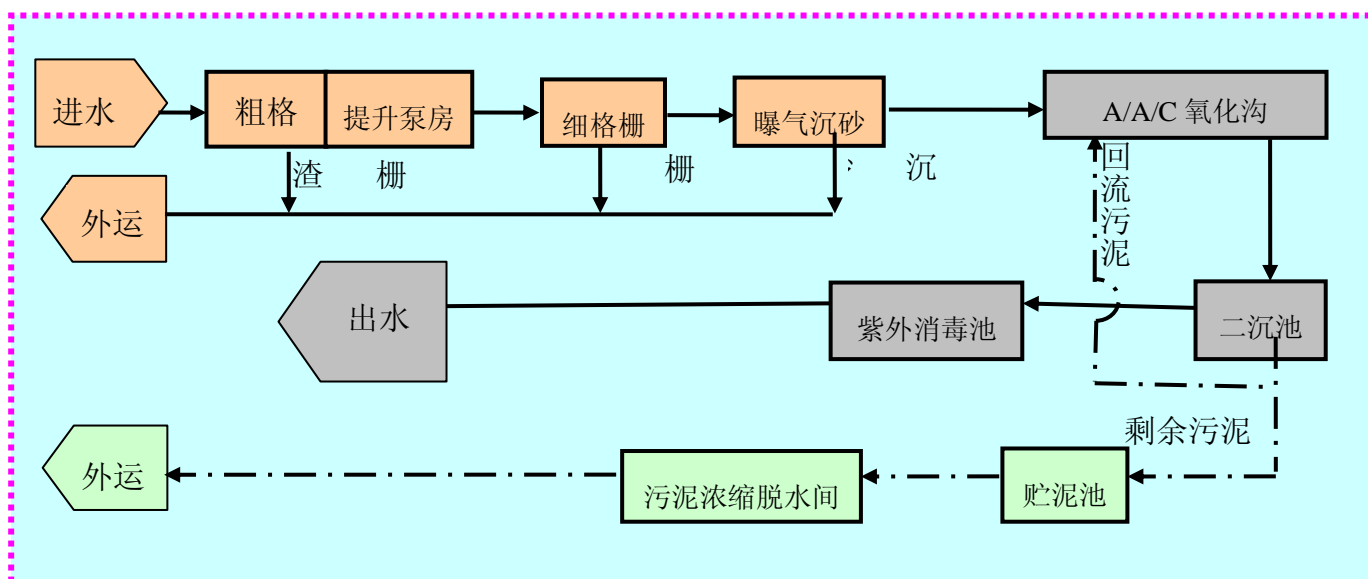 进水
粗格
提升泵房
细格栅
曝气沉砂
A/A/C 氧化沟
渣
栅
栅
沉
回流污泥
外运
出水
紫外消毒池
二沉池
剩余污泥
外运
污泥浓缩脱水间
贮泥池